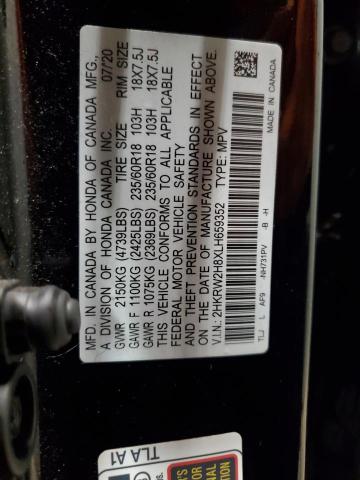 MFD. IN CANADA BY HONDA OF CANADA MFG.,
A DIVISION OF HONDA CANADA INC. 07/20
GVWR 2150KG (4739LBS) TIRE SIZE RIM SIZE
GAWR F 1100KG (2425LBS) 235/60R18 103H 18X7.5J
GAWR R 1075KG (2369LBS) 235/60R18 103H 18X7.5J
THIS VEHICLE CONFORMS TO ALL APPLICABLE
FEDERAL MOTOR VEHICLE SAFETY
AND THEFT PREVENTION STANDARDS IN EFFECT
ON THE DATE OF MANUFACTURE SHOWN ABOVE.
V.I.N.: 2HKRW2H8XLH659352 TYPE: MPV
TLJ L AF9 -NH731PV -B -H MADE IN CANADA
TLA A1